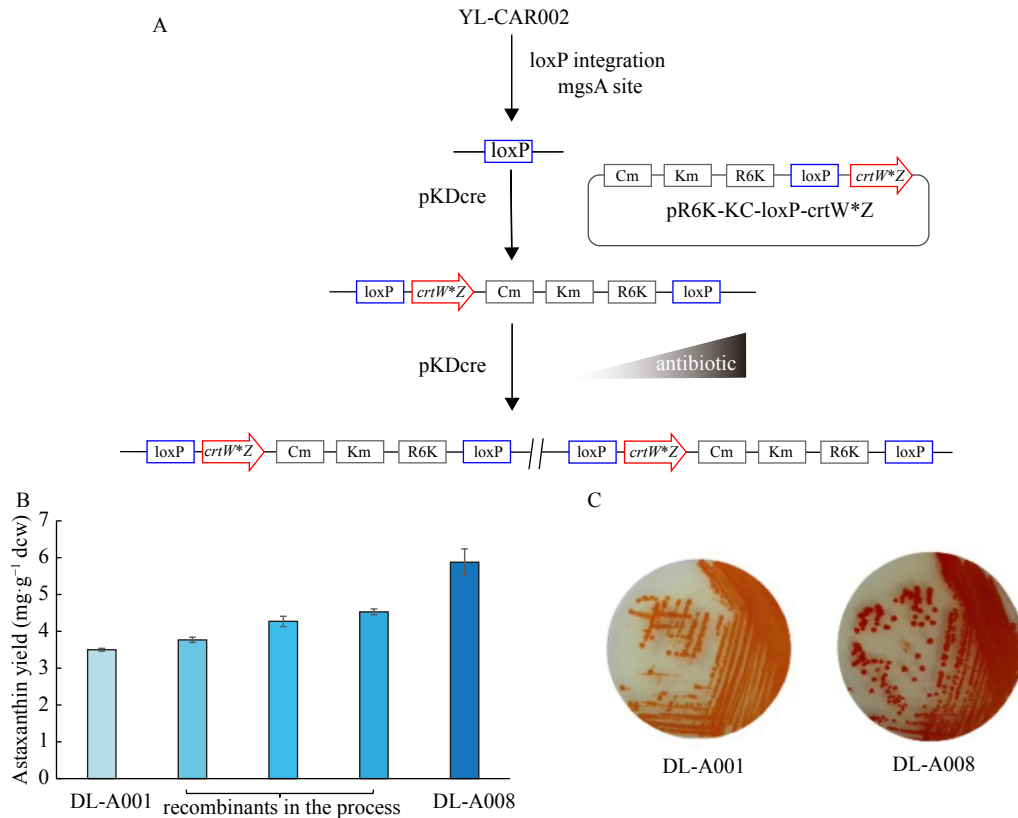 A
YL-CAR002
loxP integration
mgsA site
loxP
pKDcre
Cm Km R6K loxP crtW*Z
pR6K-KC-loxP-crtW*Z
loxP crtW*Z Cm Km R6K loxP
pKDcre
antibiotic
loxP crtW*Z Cm Km R6K loxP // loxP crtW*Z Cm Km R6K loxP
B
Astaxanthin yield (mg·g⁻¹ dcw)
7
6
5
4
3
2
1
0
DL-A001
recombinants in the process
DL-A008
C
DL-A001
DL-A008